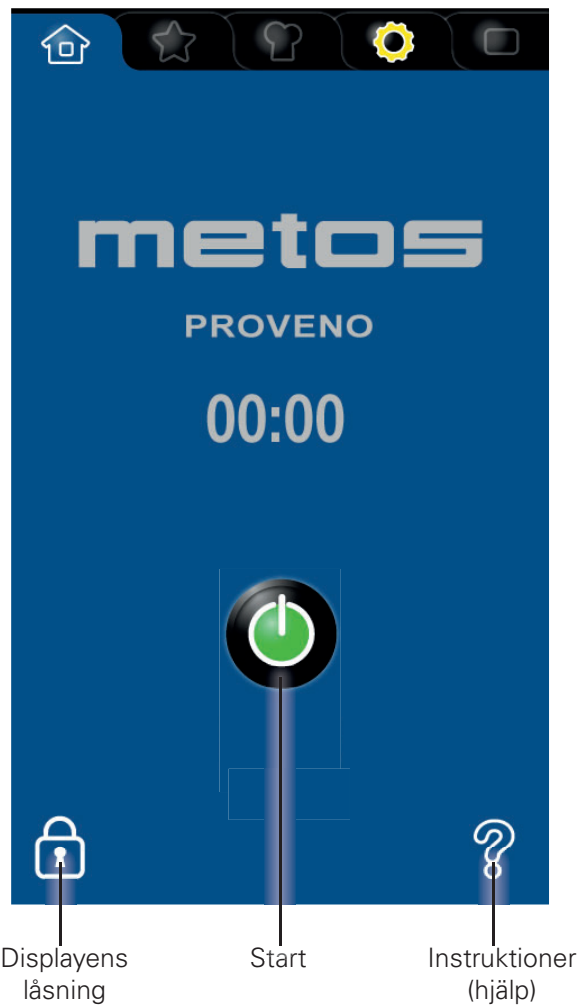 metos
PROVENO
00:00
Displayens
låsning
Start
Instruktioner
(hjälp)